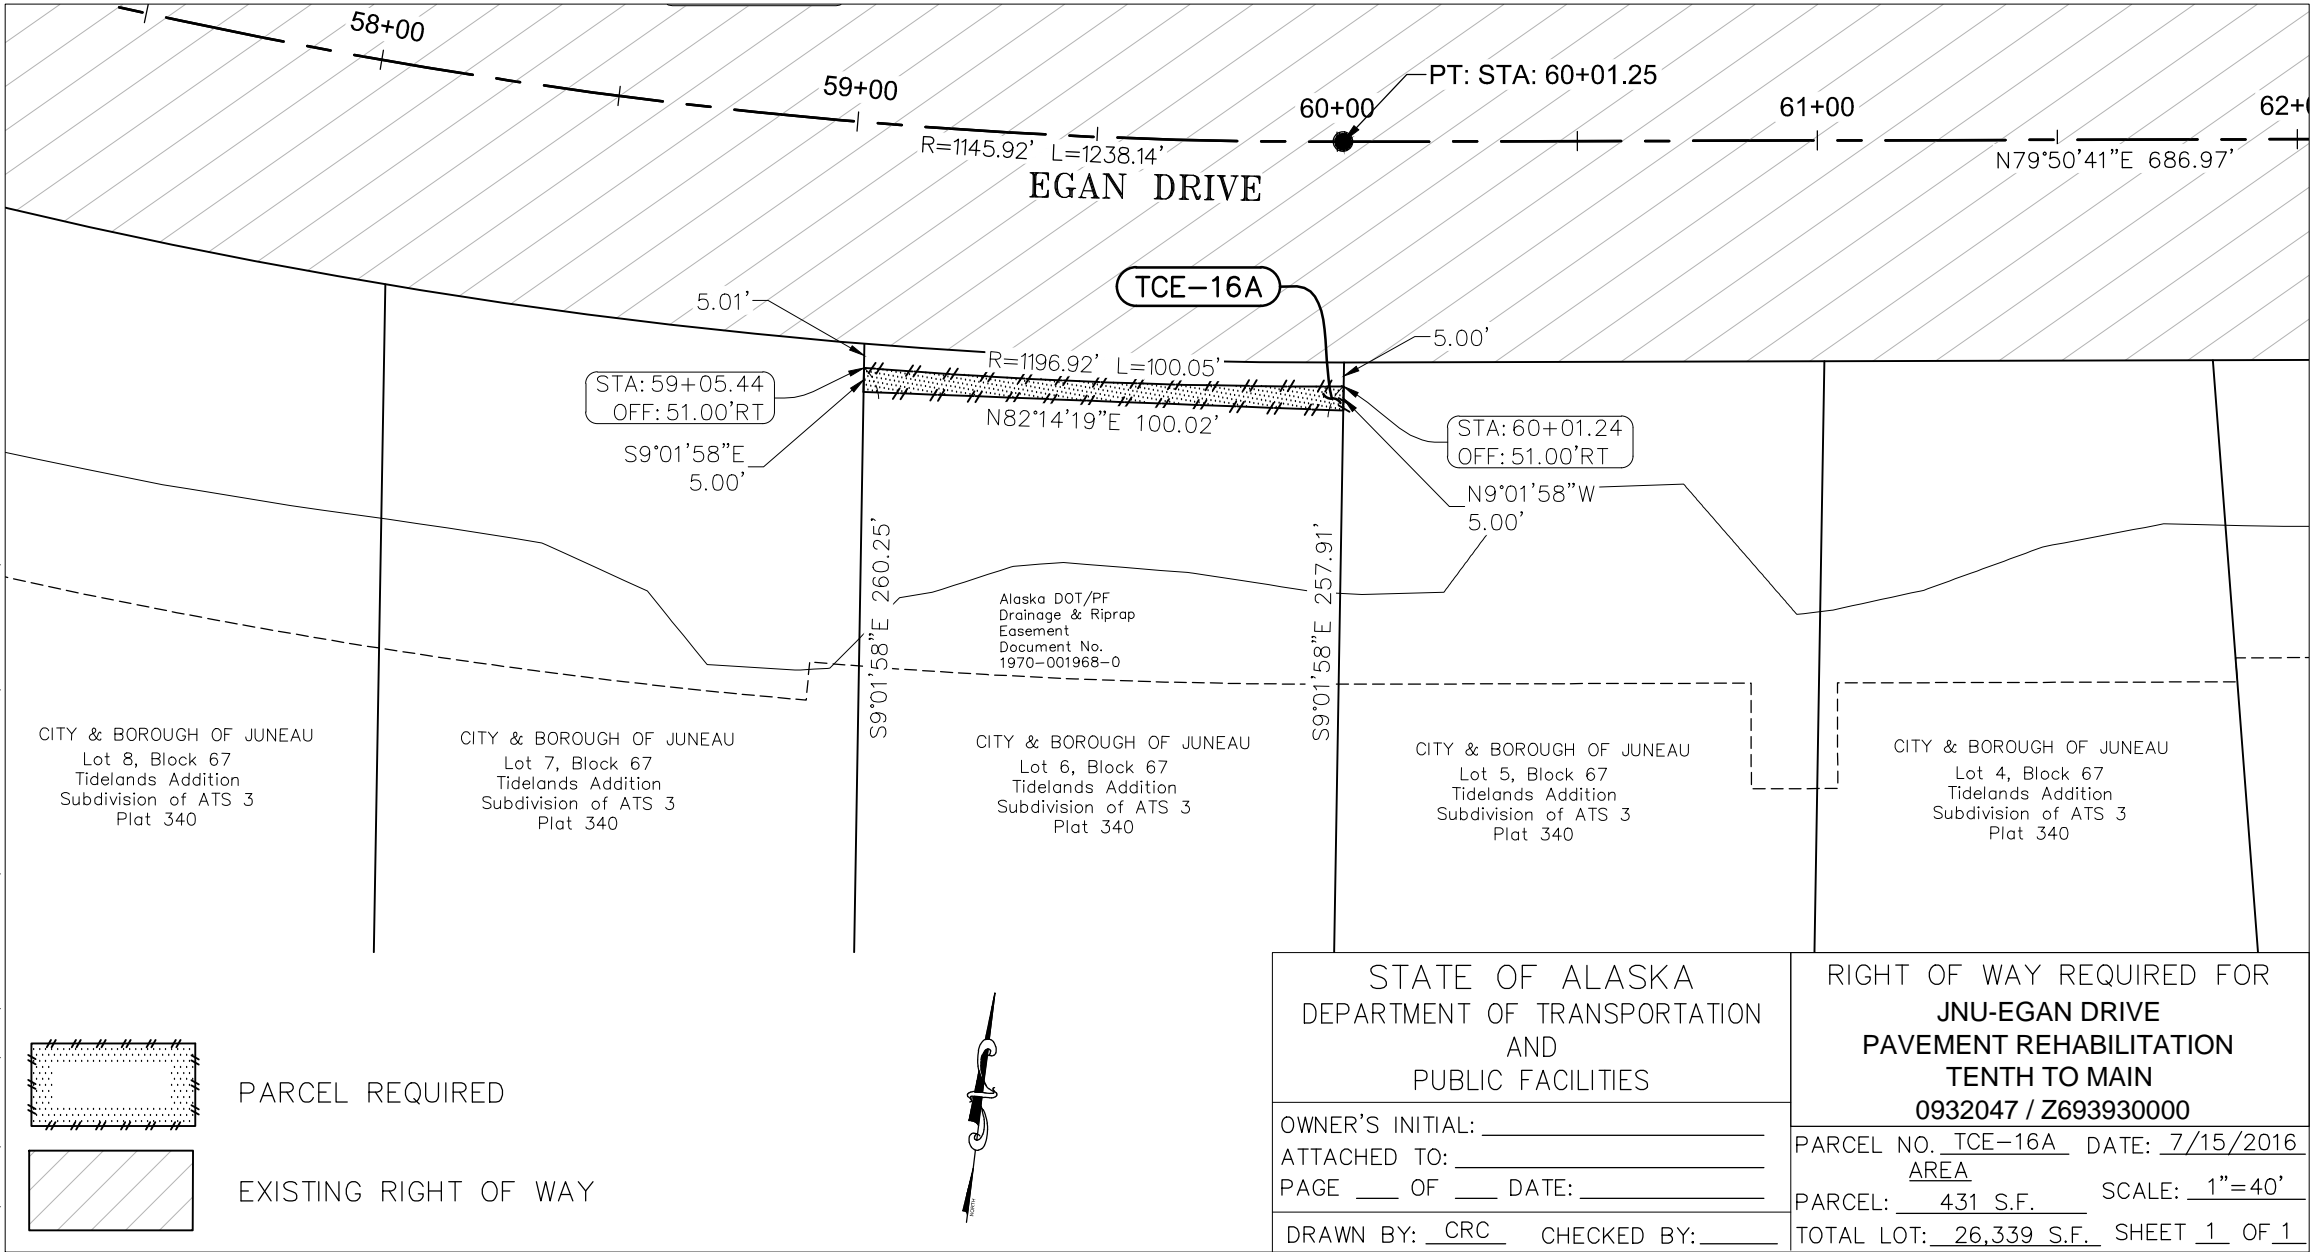 58+00
59+00
60+00
PT: STA: 60+01.25
61+00
R=1145.92' L=1238.14'
N79°50'41"E 686.97'
EGAN DRIVE
TCE-16A
5.01'
5.00'
R=1196.92' L=100.05'
STA: 59+05.44
OFF: 51.00'RT
N82°14'19"E 100.02'
STA: 60+01.24
OFF: 51.00'RT
S9°01'58"E
5.00'
N9°01'58"W
5.00'
S9°01'58"E 260.25'
S9°01'58"E 257.91'
Alaska DOT/PF
Drainage & Riprap
Easement
Document No.
1970-001968-0
CITY & BOROUGH OF JUNEAU
Lot 8, Block 67
Tidelands Addition
Subdivision of ATS 3
Plat 340
CITY & BOROUGH OF JUNEAU
Lot 7, Block 67
Tidelands Addition
Subdivision of ATS 3
Plat 340
CITY & BOROUGH OF JUNEAU
Lot 6, Block 67
Tidelands Addition
Subdivision of ATS 3
Plat 340
CITY & BOROUGH OF JUNEAU
Lot 5, Block 67
Tidelands Addition
Subdivision of ATS 3
Plat 340
CITY & BOROUGH OF JUNEAU
Lot 4, Block 67
Tidelands Addition
Subdivision of ATS 3
Plat 340
PARCEL REQUIRED
EXISTING RIGHT OF WAY
NORTH
STATE OF ALASKA
DEPARTMENT OF TRANSPORTATION
AND
PUBLIC FACILITIES
OWNER'S INITIAL:
ATTACHED TO:
PAGE ___ OF ___ DATE:
DRAWN BY: CRC CHECKED BY:
RIGHT OF WAY REQUIRED FOR
JNU-EGAN DRIVE
PAVEMENT REHABILITATION
TENTH TO MAIN
0932047 / Z693930000
PARCEL NO. TCE-16A DATE: 7/15/2016
AREA
PARCEL: 431 S.F. SCALE: 1"=40'
TOTAL LOT: 26,339 S.F. SHEET 1 OF 1